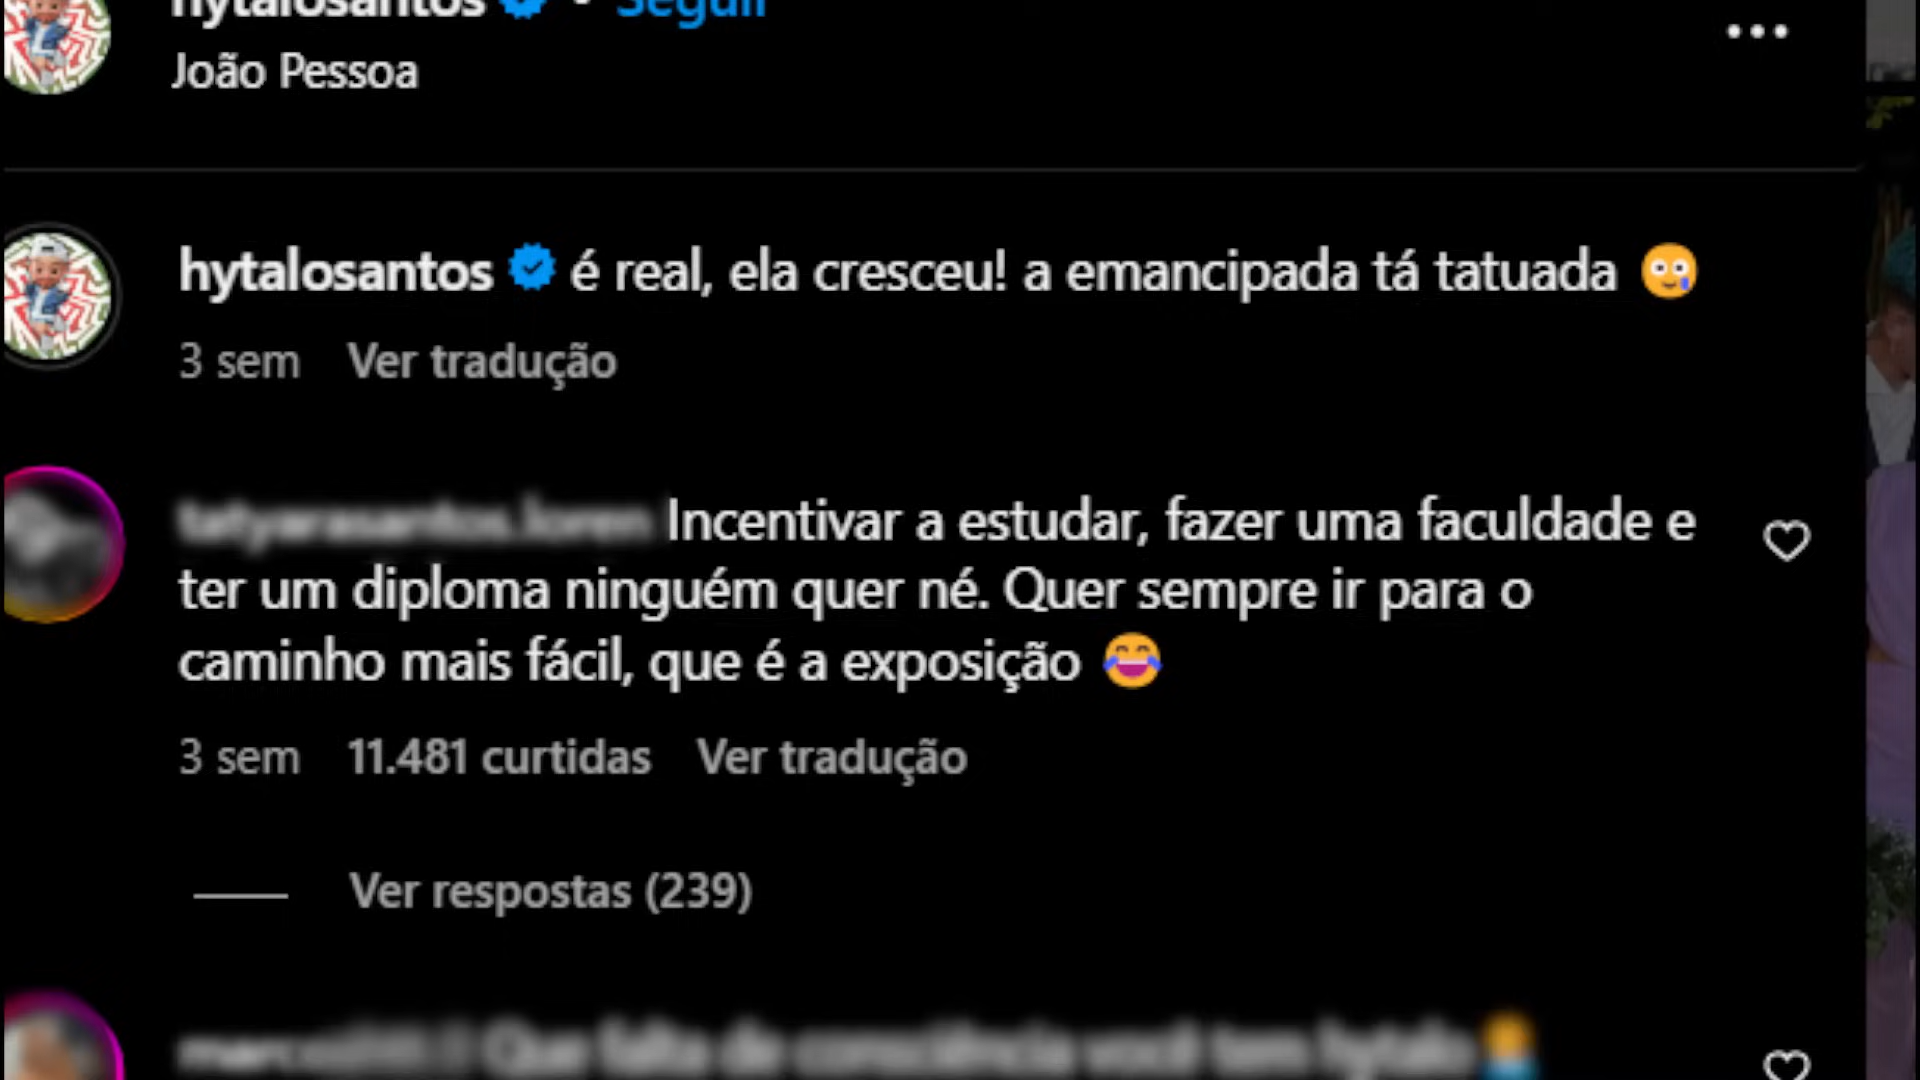 hytalosantos • Seguir
João Pessoa
hytalosantos é real, ela cresceu! a emancipada tá tatuada 🥹
3 sem Ver tradução
Incentivar a estudar, fazer uma faculdade e
ter um diploma ninguém quer né. Quer sempre ir para o
caminho mais fácil, que é a exposição 😂
3 sem 11.481 curtidas Ver tradução
Ver respostas (239)